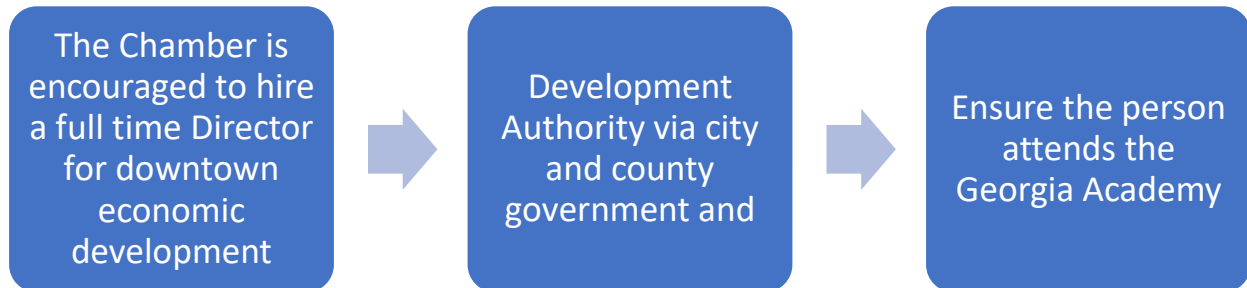 The Chamber is
encouraged to hire
a full time Director
for downtown
economic
development
Development
Authority via city
and county
government and
Ensure the person
attends the
Georgia Academy